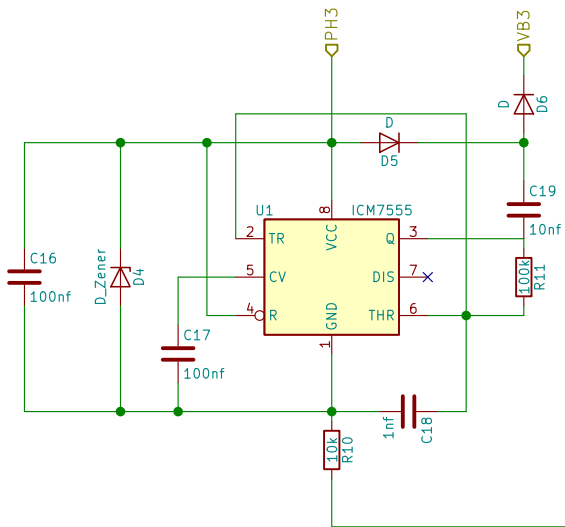 PH3
VB3
D
D6
D
D5
C19
10nf
U1
ICM7555
8
VCC
2
TR
Q
3
5
CV
DIS
7
4
R
THR
6
GND
1
100k
R11
C16
100nf
D_Zener
D4
C17
100nf
1nf
C18
10k
R10